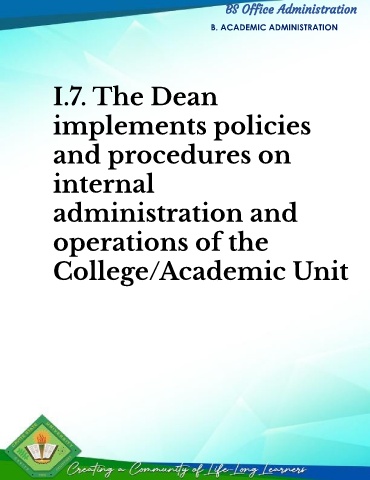 BS Office Administration
B. ACADEMIC ADMINISTRATION
I.7. The Dean
implements policies
and procedures on
internal
administration and
operations of the
College/Academic Unit
Creating a Community of Life-Long Learners